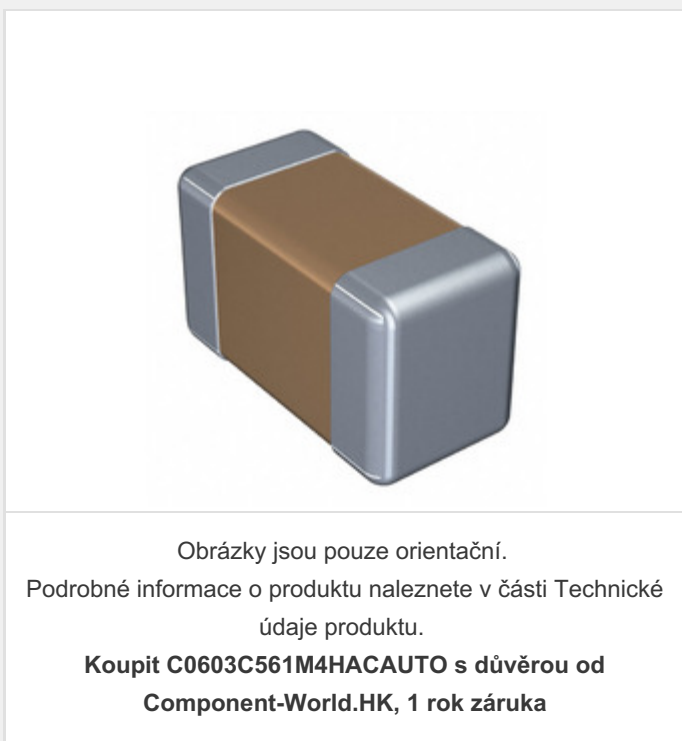 Obrázky jsou pouze orientační.
Podrobné informace o produktu naleznete v části Technické
údaje produktu.
Koupit C0603C561M4HACAUTO s důvěrou od
Component-World.HK, 1 rok záruka